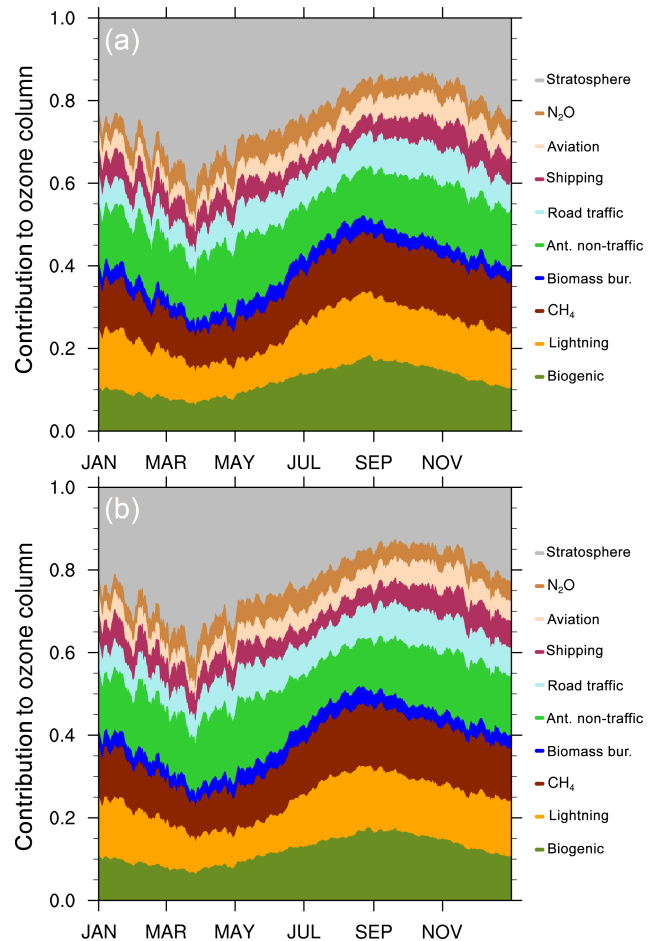 (a)
Contribution to ozone column
1.0
0.8
0.6
0.4
0.2
0.0
JAN MAR MAY JUL SEP NOV
Stratosphere
N₂O
Aviation
Shipping
Road traffic
Ant. non-traffic
Biomass bur.
CH₄
Lightning
Biogenic
(b)
Contribution to ozone column
1.0
0.8
0.6
0.4
0.2
0.0
JAN MAR MAY JUL SEP NOV
Stratosphere
N₂O
Aviation
Shipping
Road traffic
Ant. non-traffic
Biomass bur.
CH₄
Lightning
Biogenic